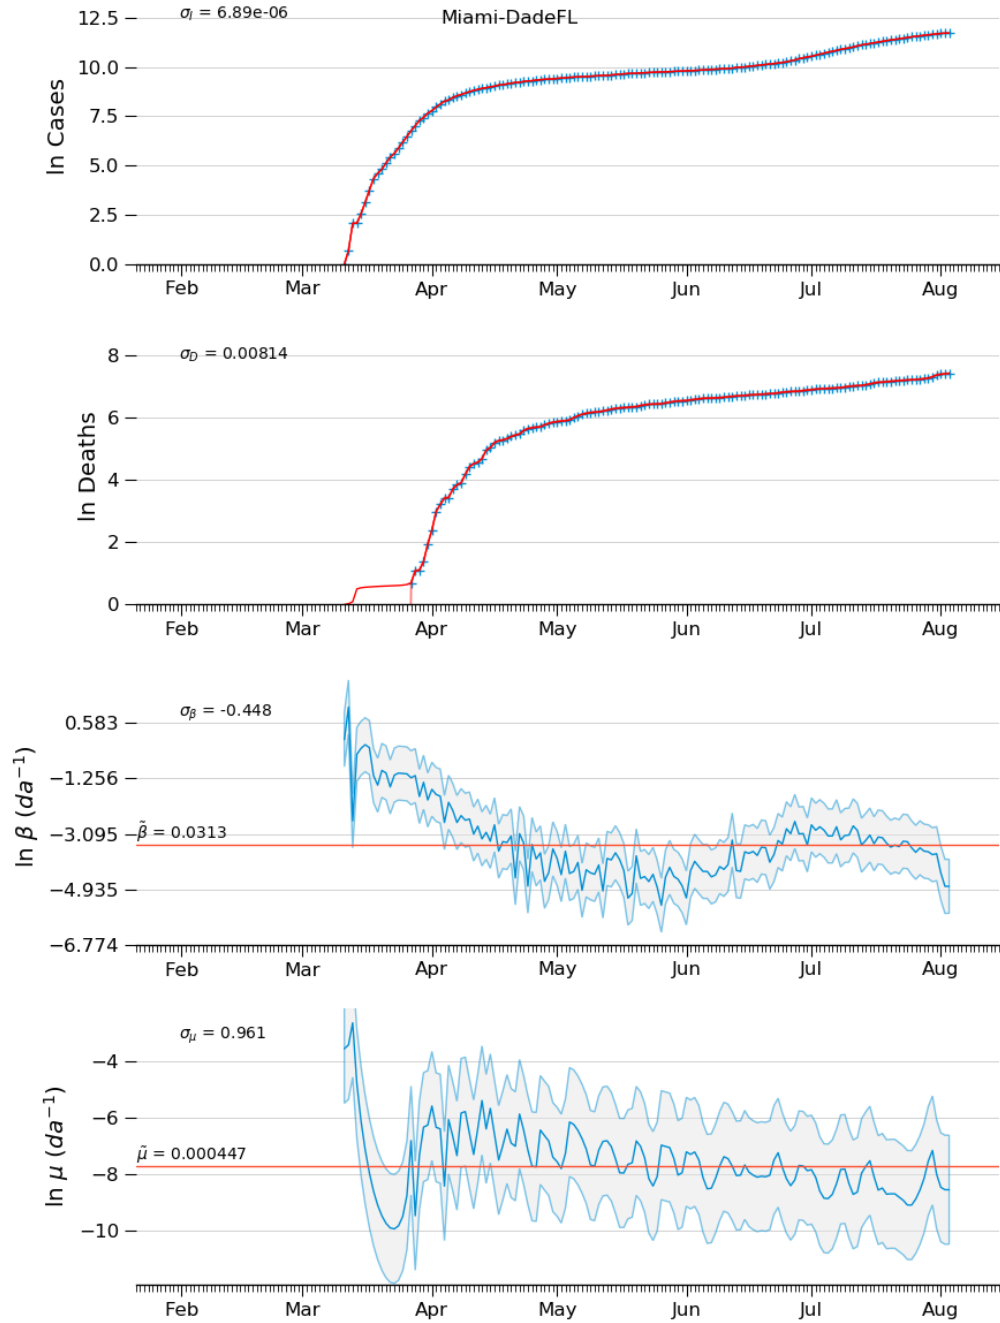 Miami-DadeFL
σ_I = 6.89e-06
ln Cases
12.5
10.0
7.5
5.0
2.5
0.0
Feb Mar Apr May Jun Jul Aug
σ_D = 0.00814
ln Deaths
8
6
4
2
0
Feb Mar Apr May Jun Jul Aug
σ_β = -0.448
ln β (da⁻¹)
0.583
−1.256
−3.095
β̃ = 0.0313
−4.935
−6.774
Feb Mar Apr May Jun Jul Aug
σ_μ = 0.961
ln μ (da⁻¹)
−4
−6
μ̃ = 0.000447
−8
−10
Feb Mar Apr May Jun Jul Aug